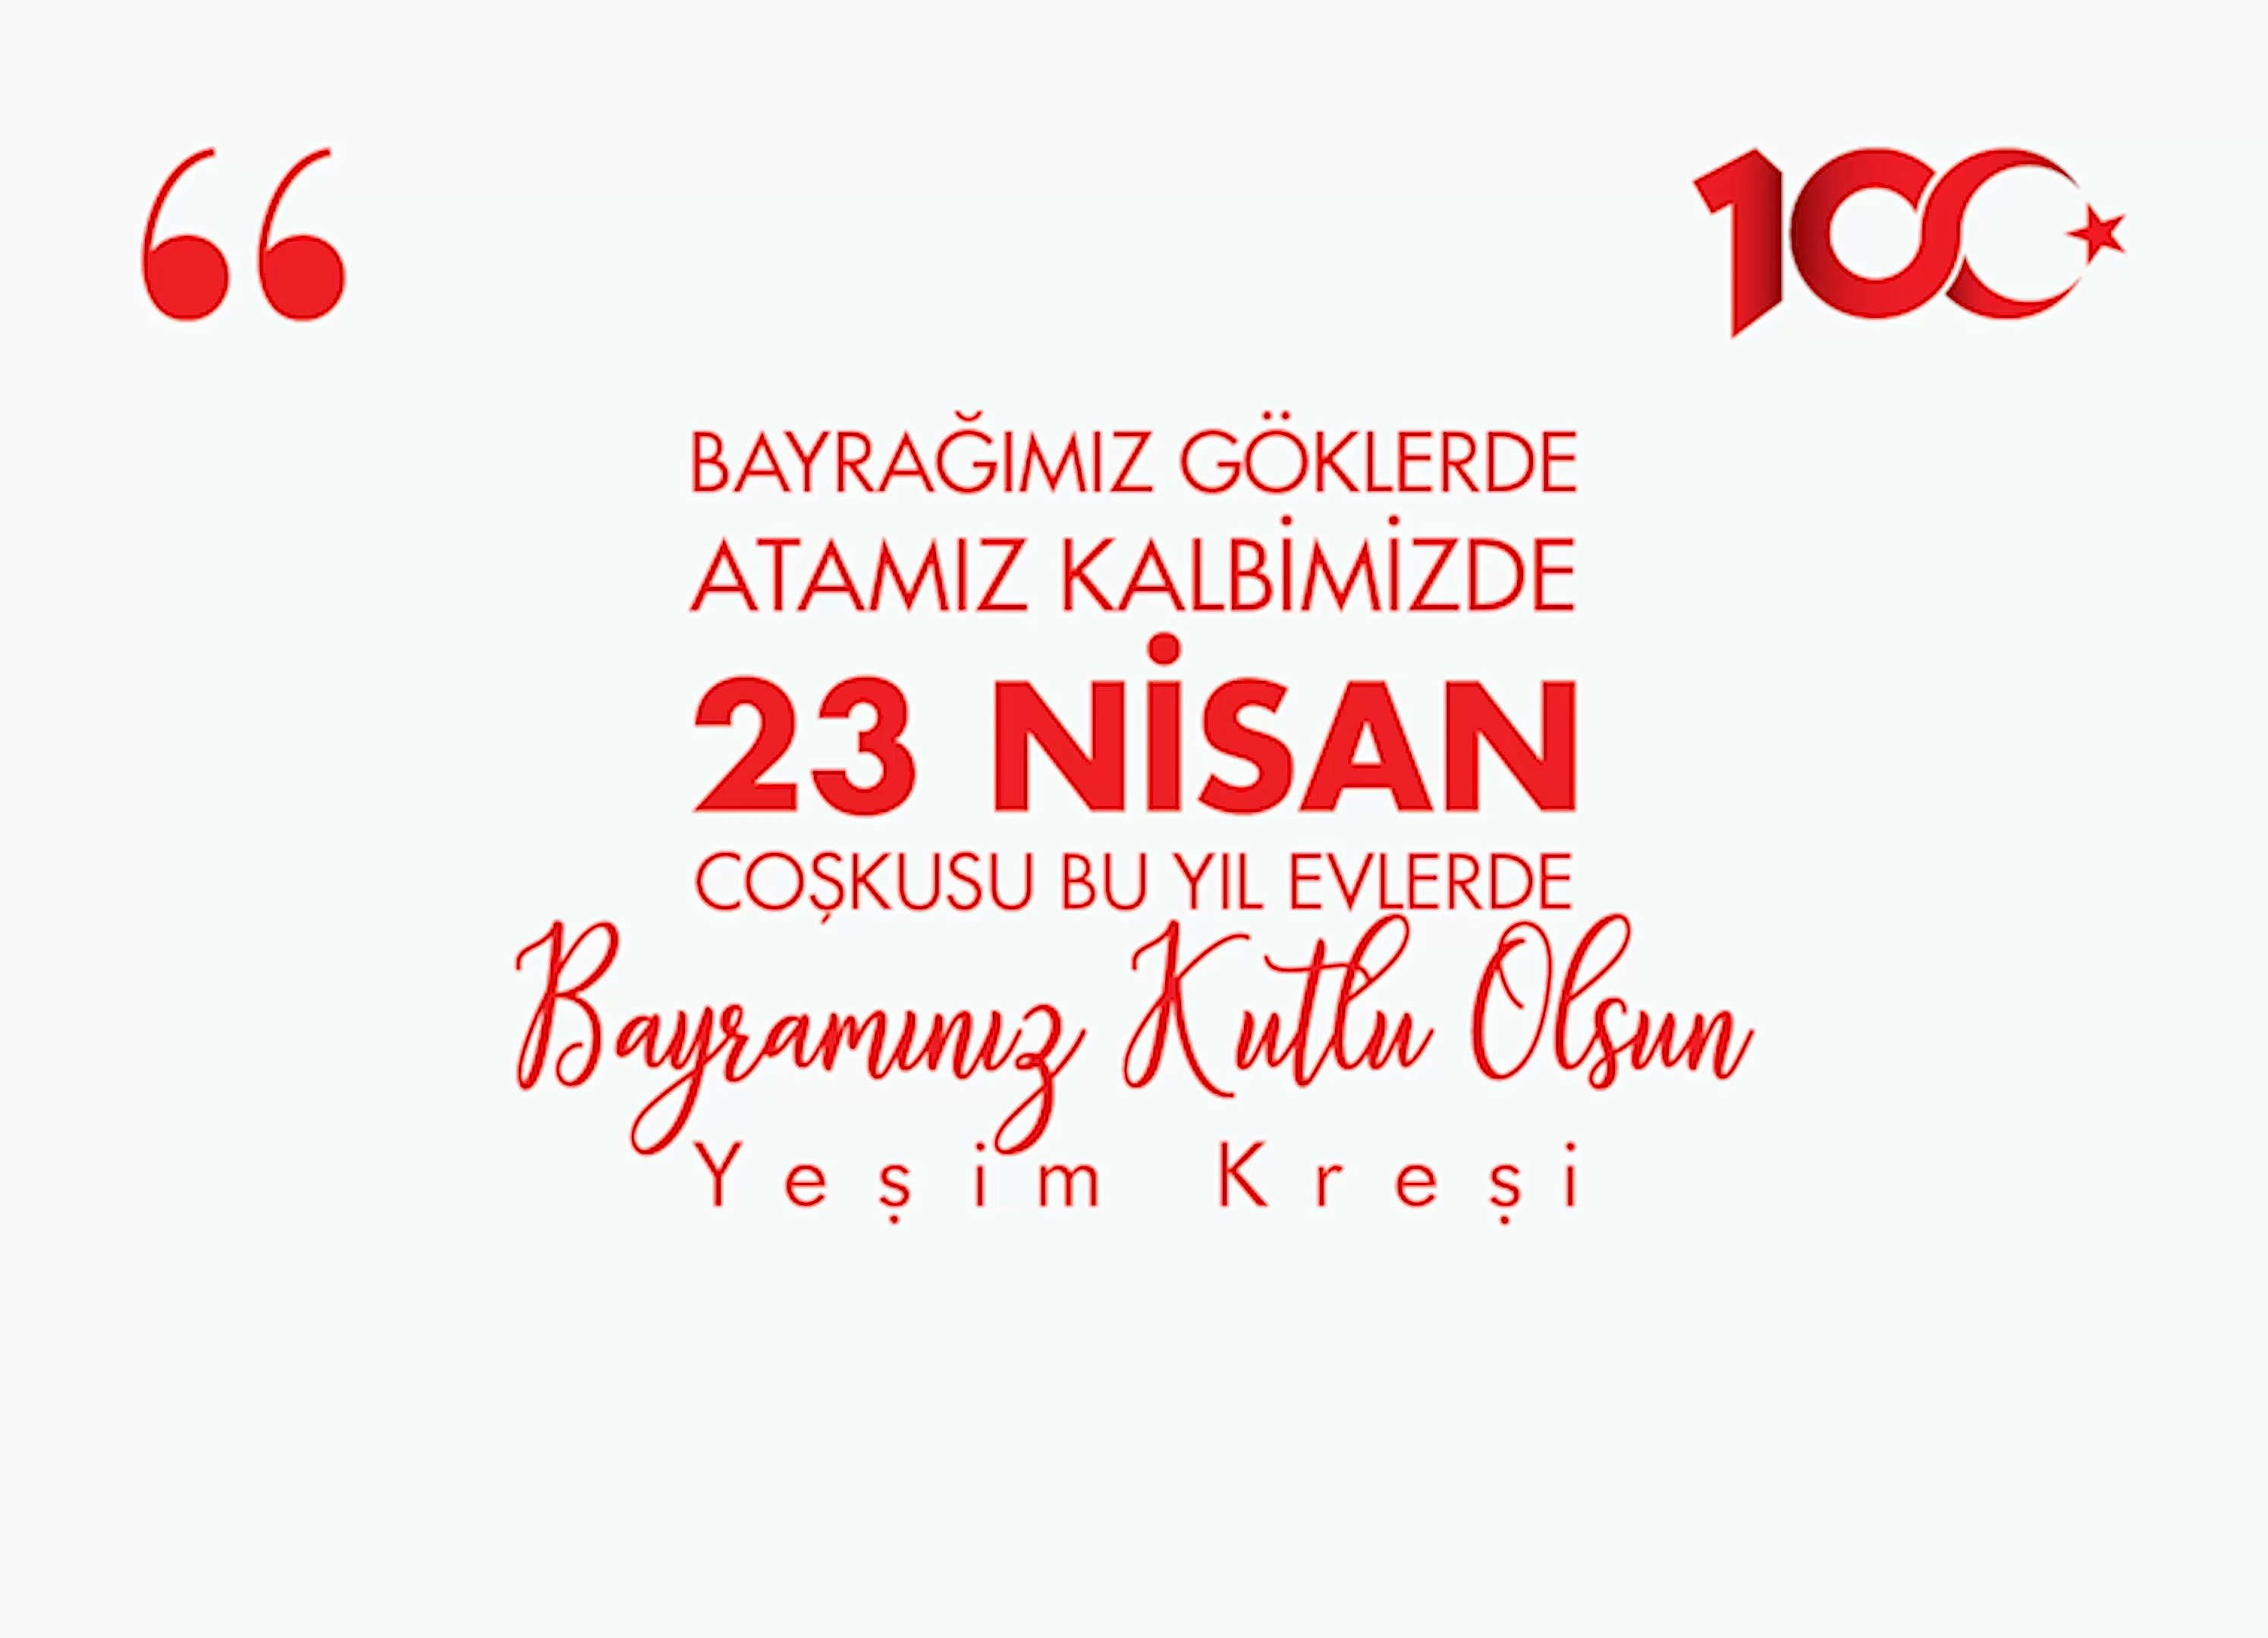 100
BAYRAĞIMIZ GÖKLERDE
ATAMIZ KALBİMİZDE
23 NİSAN
COŞKUSU BU YIL EVLERDE
Bayramınız Kutlu Olsun
Yeşim Kreşi